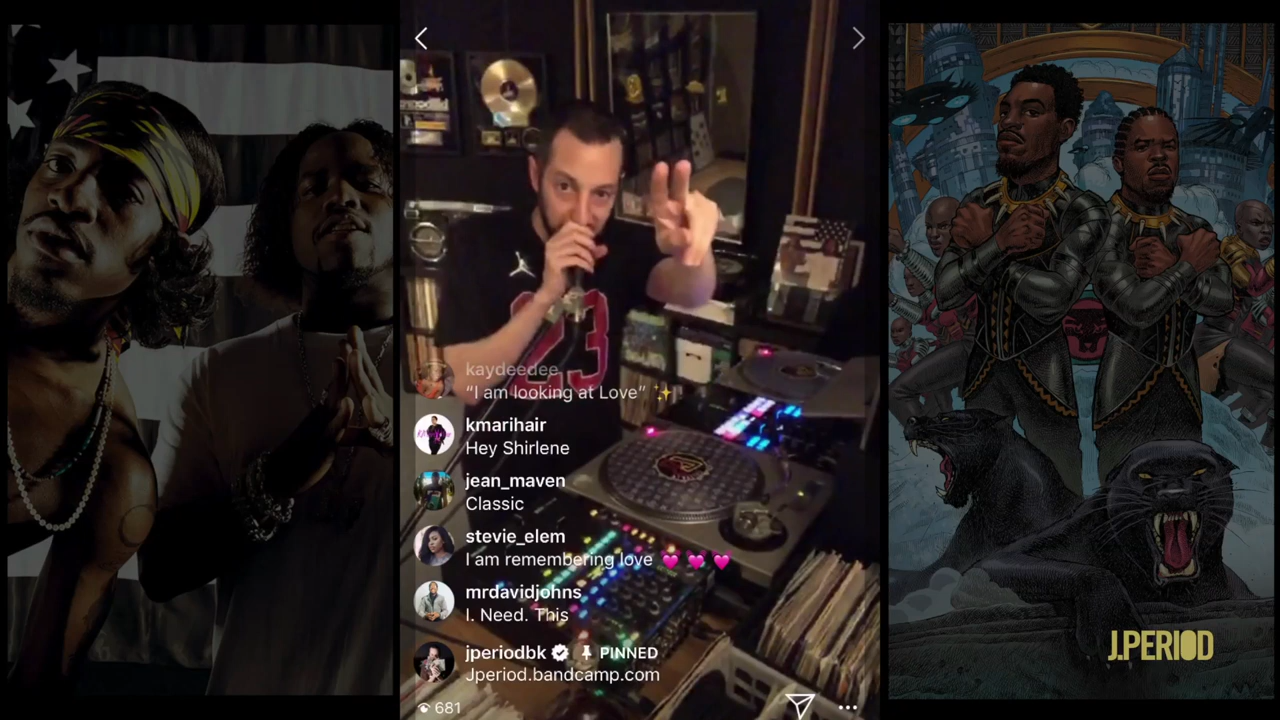 23
kaydeedee
“I am looking at Love” ✨
kmarihair
Hey Shirlene
jean_maven
Classic
stevie_elem
I am remembering love 💓 💓 💓
mrdavidjohns
I. Need. This
jperiodbk PINNED
Jperiod.bandcamp.com
681
J.PERIOD